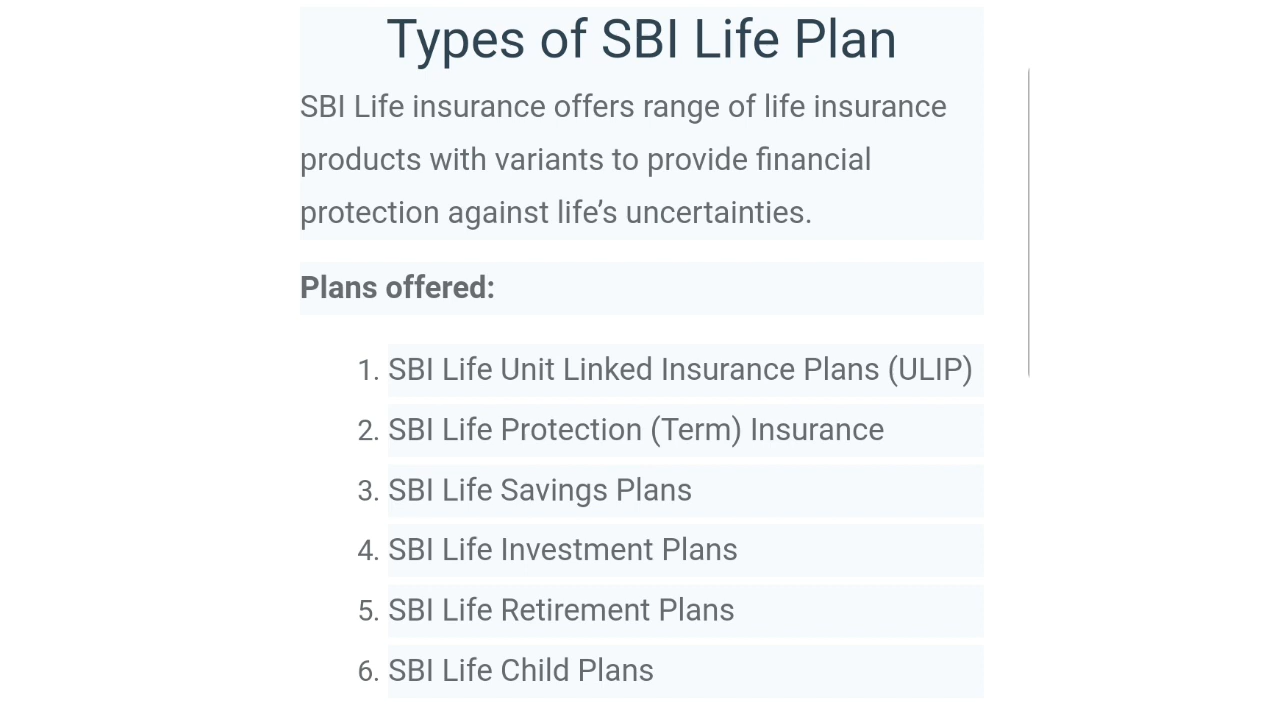 Types of SBI Life Plan
SBI Life insurance offers range of life insurance
products with variants to provide financial
protection against life’s uncertainties.
Plans offered:
1. SBI Life Unit Linked Insurance Plans (ULIP)
2. SBI Life Protection (Term) Insurance
3. SBI Life Savings Plans
4. SBI Life Investment Plans
5. SBI Life Retirement Plans
6. SBI Life Child Plans